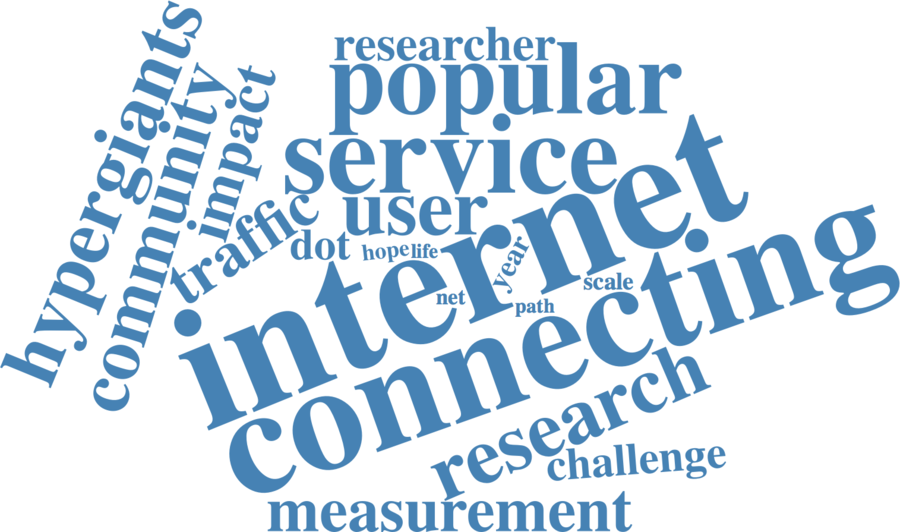 researcher
popular
hypergiants
community
impact
service
traffic
user
dot
hope
life
year
internet
net
path
scale
connecting
research
challenge
measurement